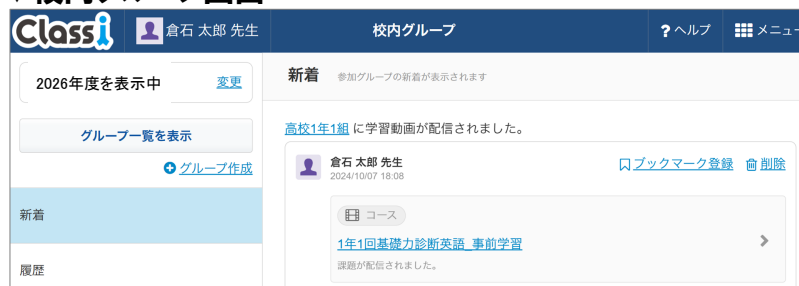 Classi
倉石 太郎 先生
校内グループ
? ヘルプ
メニュー
2026年度を表示中
変更
グループ一覧を表示
グループ作成
新着
履歴
新着 参加グループの新着が表示されます
高校1年1組 に学習動画が配信されました。
倉石 太郎 先生
2024/10/07 18:08
ブックマーク登録 削除
コース
1年1回基礎力診断英語_事前学習
課題が配信されました。